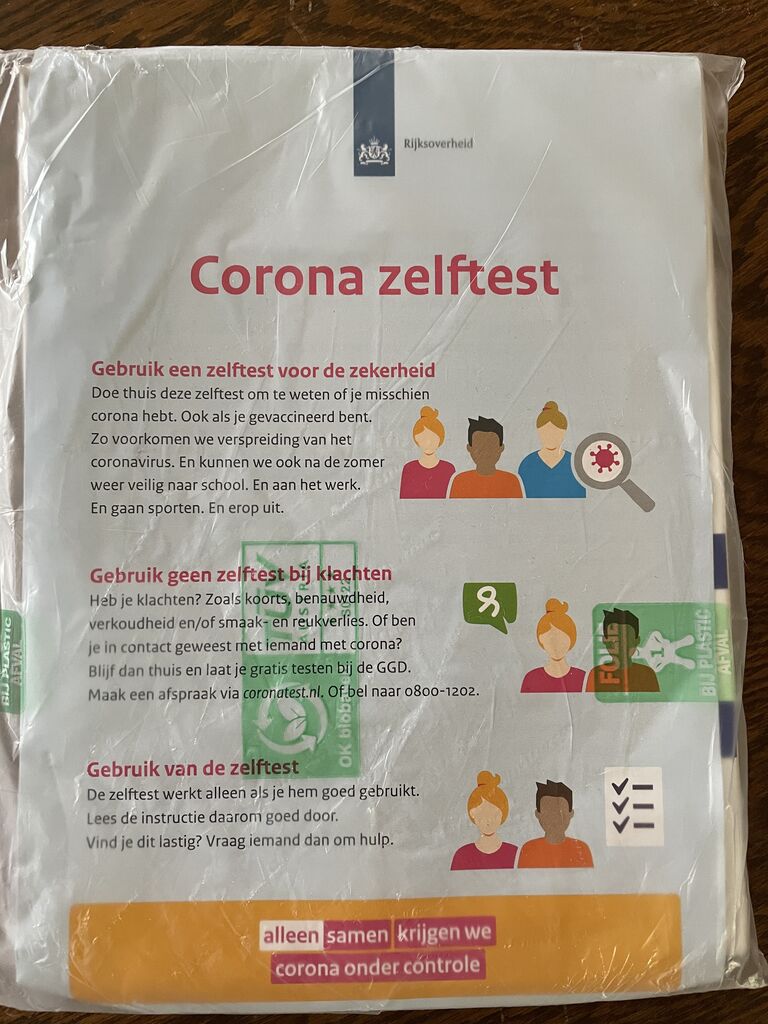 Rijksoverheid
Corona zelftest
Gebruik een zelftest voor de zekerheid
Doe thuis deze zelftest om te weten of je misschien
corona hebt. Ook als je gevaccineerd bent.
Zo voorkomen we verspreiding van het
coronavirus. En kunnen we ook na de zomer
weer veilig naar school. En aan het werk.
En gaan sporten. En erop uit.
Gebruik geen zelftest bij klachten
Heb je klachten? Zoals koorts, benauwdheid,
verkoudheid en/of smaak- en reukverlies. Of ben
je in contact geweest met iemand met corona?
Blijf dan thuis en laat je gratis testen bij de GGD.
Maak een afspraak via coronatest.nl. Of bel naar 0800-1202.
TÜV
AUSTRIA
OK biobased
FOLIE
1
BIJ PLASTIC
AFVAL
BIJ PLASTIC
AFVAL
Gebruik van de zelftest
De zelftest werkt alleen als je hem goed gebruikt.
Lees de instructie daarom goed door.
Vind je dit lastig? Vraag iemand dan om hulp.
alleen samen krijgen we
corona onder controle